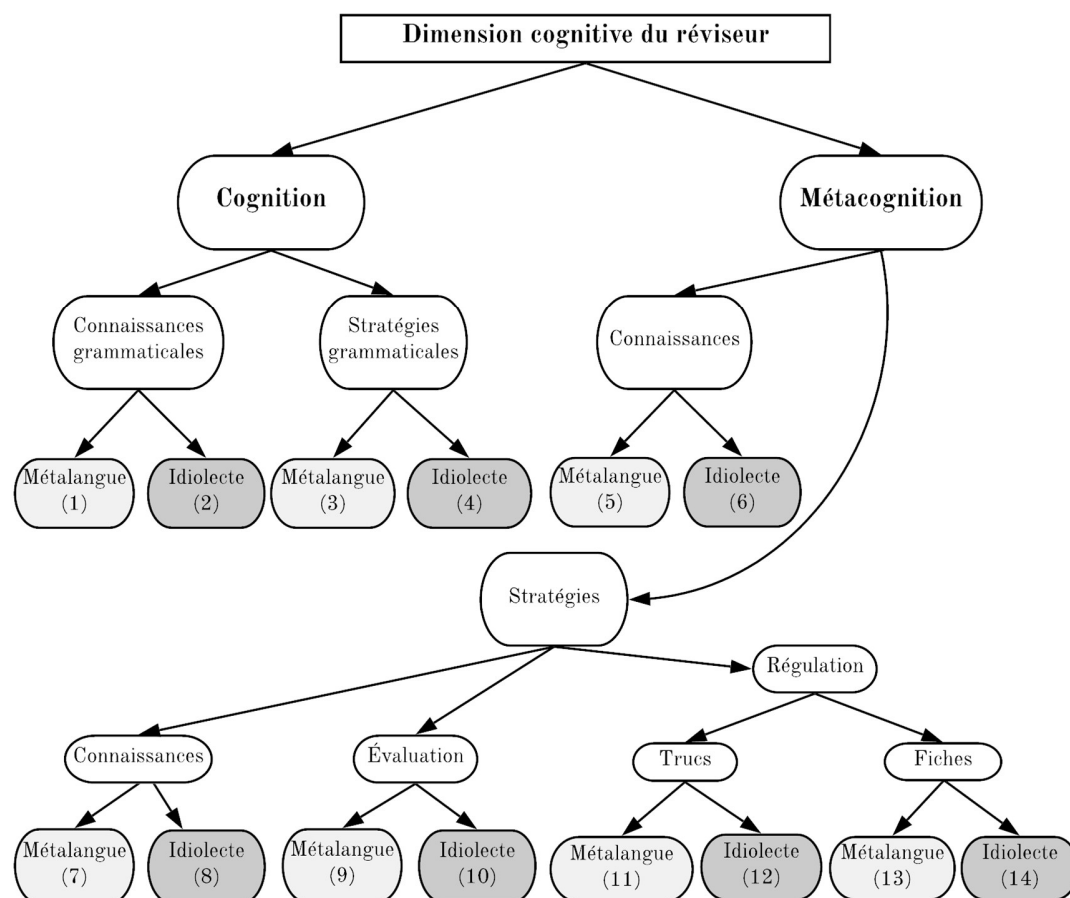 Dimension cognitive du réviseur
Cognition
Métacognition
Connaissances
grammaticales
Stratégies
grammaticales
Connaissances
Métalangue
(1)
Idiolecte
(2)
Métalangue
(3)
Idiolecte
(4)
Métalangue
(5)
Idiolecte
(6)
Stratégies
Régulation
Connaissances
Évaluation
Trucs
Fiches
Métalangue
(7)
Idiolecte
(8)
Métalangue
(9)
Idiolecte
(10)
Métalangue
(11)
Idiolecte
(12)
Métalangue
(13)
Idiolecte
(14)